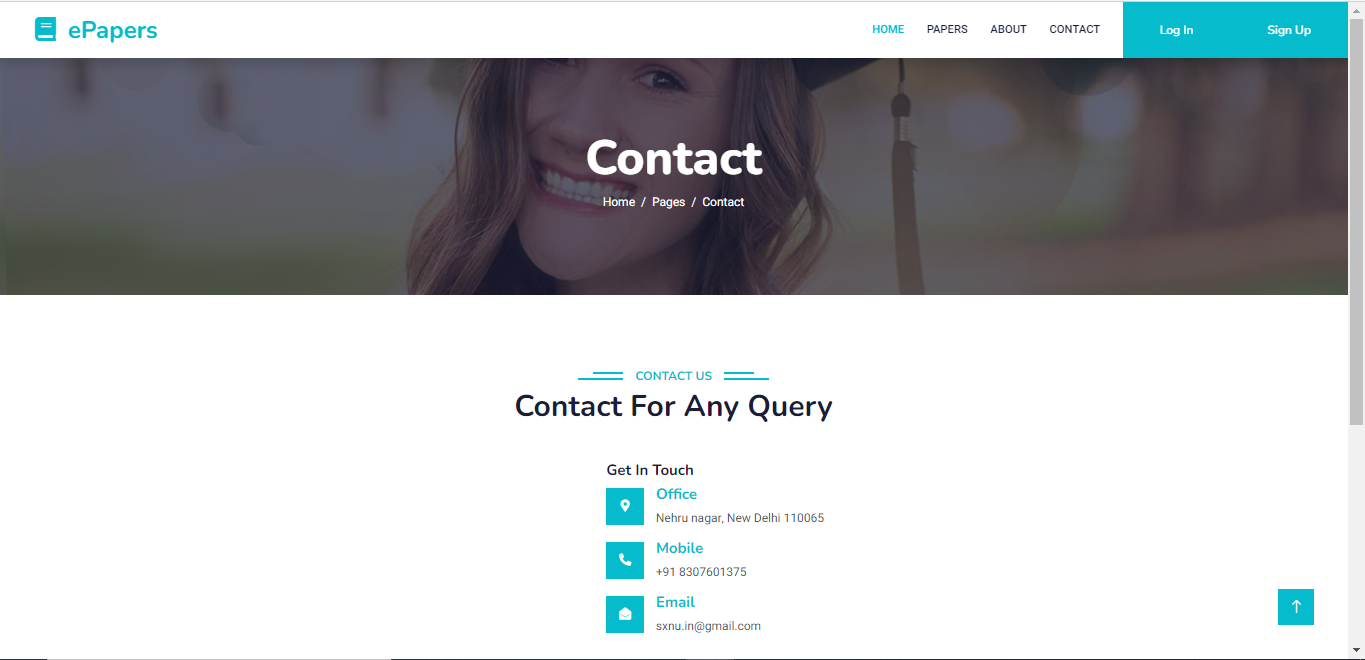 ePapers
HOME PAPERS ABOUT CONTACT Log In Sign Up
Contact
Home / Pages / Contact
CONTACT US
Contact For Any Query
Get In Touch
Office
Nehru nagar, New Delhi 110065
Mobile
+91 8307601375
Email
sxnu.in@gmail.com